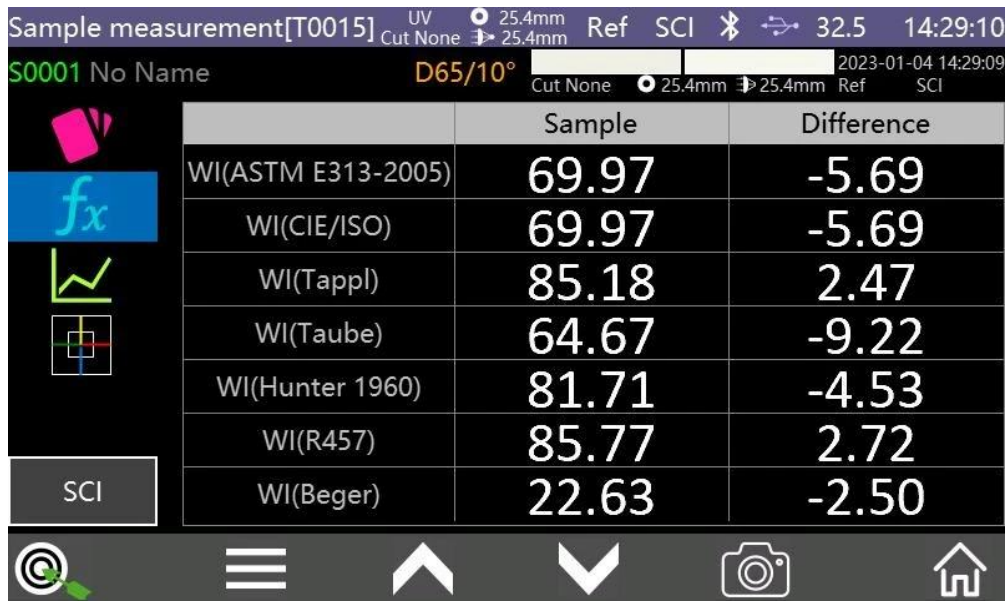 Sample measurement[T0015] UV Cut None 25.4mm 25.4mm Ref SCI 32.5 14:29:10
S0001 No Name D65/10° Cut None 25.4mm 25.4mm Ref SCI 2023-01-04 14:29:09
Sample Difference
WI(ASTM E313-2005) 69.97 -5.69
WI(CIE/ISO) 69.97 -5.69
WI(Tappl) 85.18 2.47
WI(Taube) 64.67 -9.22
WI(Hunter 1960) 81.71 -4.53
WI(R457) 85.77 2.72
WI(Beger) 22.63 -2.50
fx
SCI